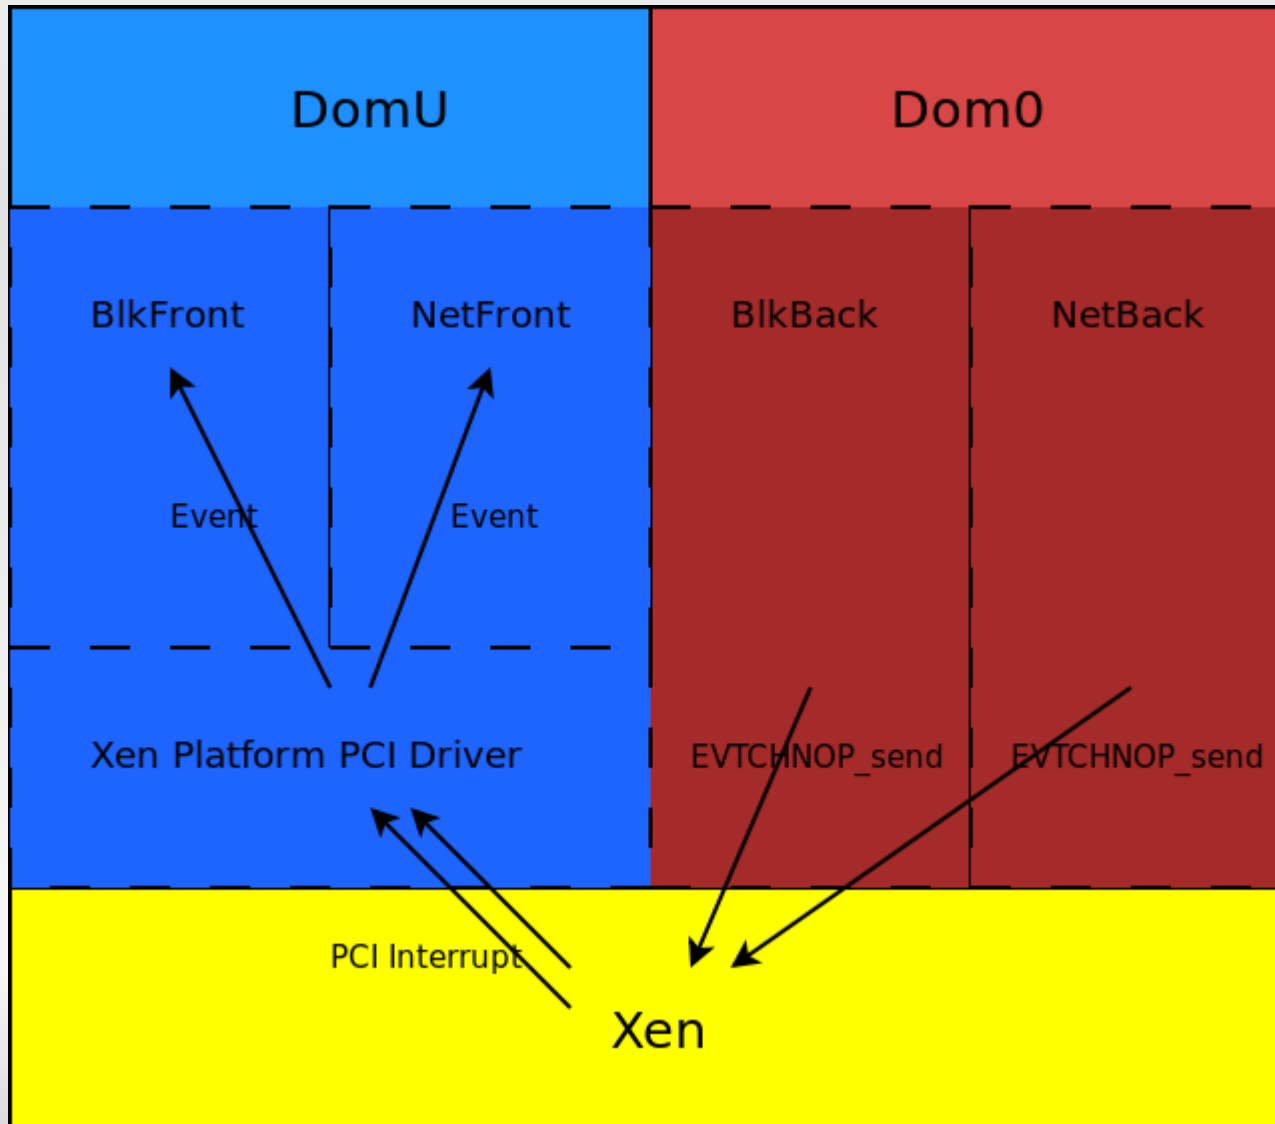 DomU
Dom0
BlkFront
NetFront
BlkBack
NetBack
Event
Event
Xen Platform PCI Driver
EVTCHNOP_send
EVTCHNOP_send
PCI Interrupt
Xen